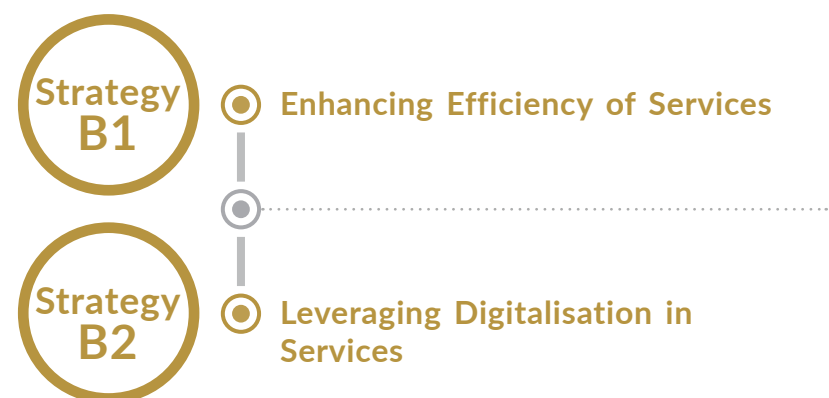 Strategy
B1
Enhancing Efficiency of Services
Strategy
B2
Leveraging Digitalisation in
Services